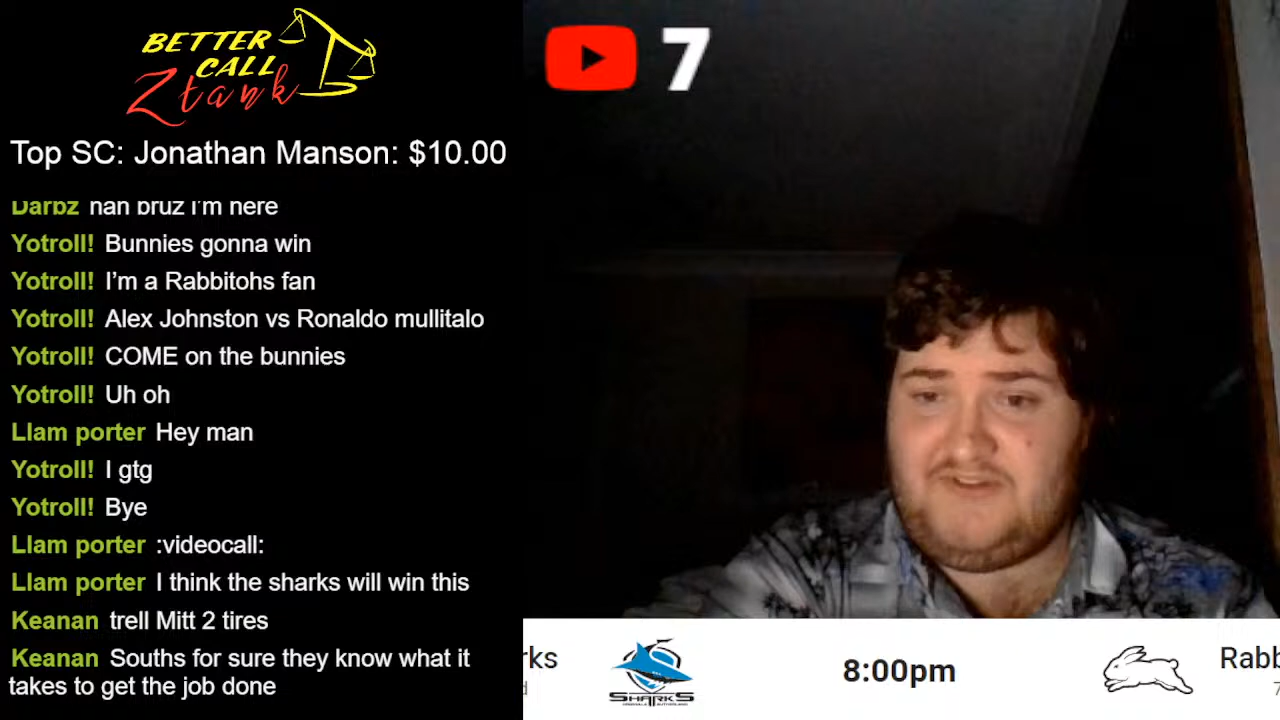 BETTER
CALL
Ztank
7
Top SC: Jonathan Manson: $10.00
Darbz nah bruz I'm here
Yotroll! Bunnies gonna win
Yotroll! I’m a Rabbitohs fan
Yotroll! Alex Johnston vs Ronaldo mullitalo
Yotroll! COME on the bunnies
Yotroll! Uh oh
Llam porter Hey man
Yotroll! I gtg
Yotroll! Bye
Llam porter :videocall:
Llam porter I think the sharks will win this
Keanan trell Mitt 2 tires
Keanan Souths for sure they know what it
takes to get the job done
rks
SHARKS
8:00pm
Rabb